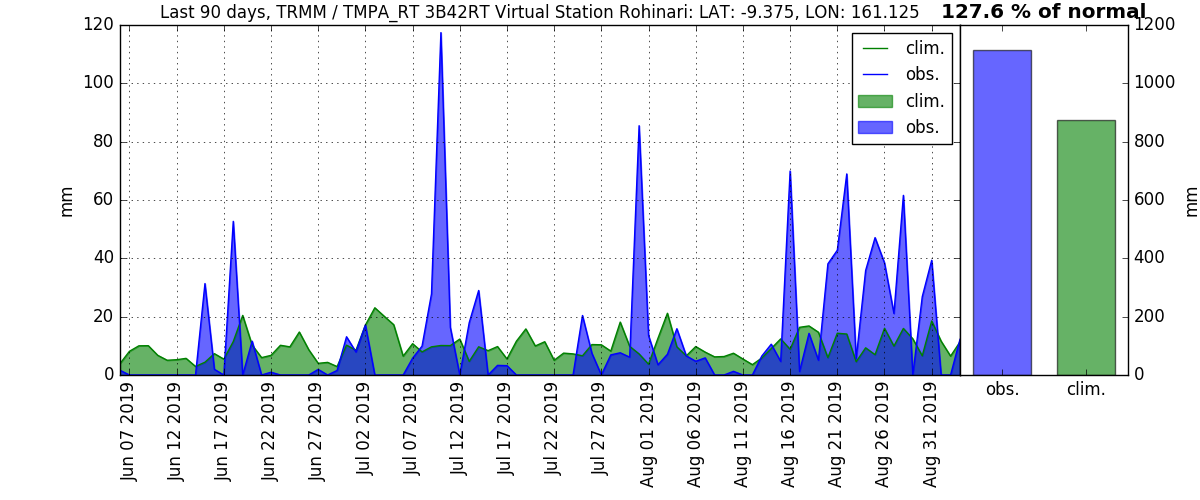 Last 90 days, TRMM / TMPA_RT 3B42RT Virtual Station Rohinari: LAT: -9.375, LON: 161.125
127.6 % of normal
120
100
80
60
40
20
0
mm
clim.
obs.
clim.
obs.
1200
1000
800
600
400
200
0
mm
Jun 07 2019
Jun 12 2019
Jun 17 2019
Jun 22 2019
Jun 27 2019
Jul 02 2019
Jul 07 2019
Jul 12 2019
Jul 17 2019
Jul 22 2019
Jul 27 2019
Aug 01 2019
Aug 06 2019
Aug 11 2019
Aug 16 2019
Aug 21 2019
Aug 26 2019
Aug 31 2019
obs.
clim.